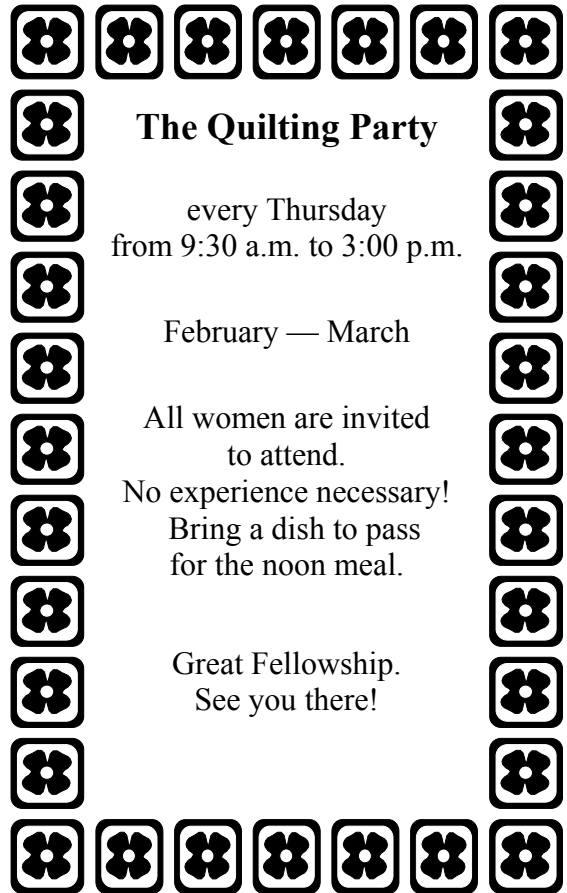 The Quilting Party
every Thursday
from 9:30 a.m. to 3:00 p.m.
February — March
All women are invited
to attend.
No experience necessary!
Bring a dish to pass
for the noon meal.
Great Fellowship.
See you there!